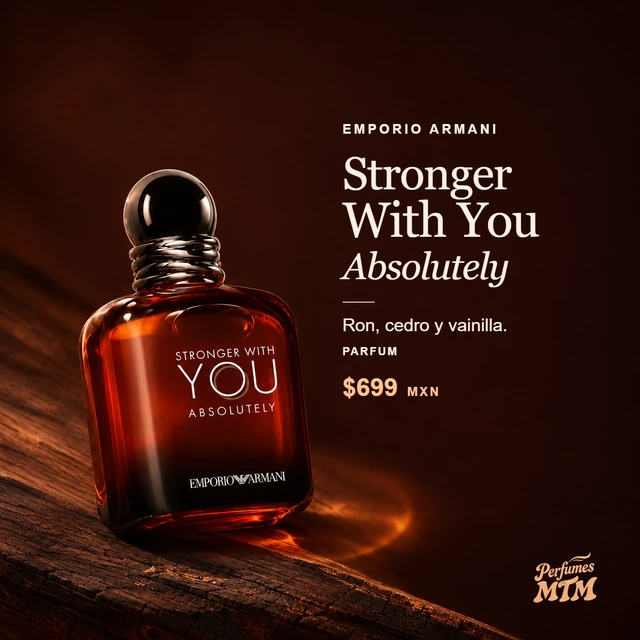 EMPORIO ARMANI
Stronger
With You
Absolutely
Ron, cedro y vainilla.
PARFUM
$699 MXN
STRONGER WITH
YOU
ABSOLUTELY
EMPORIO ARMANI
Perfumes
MTM